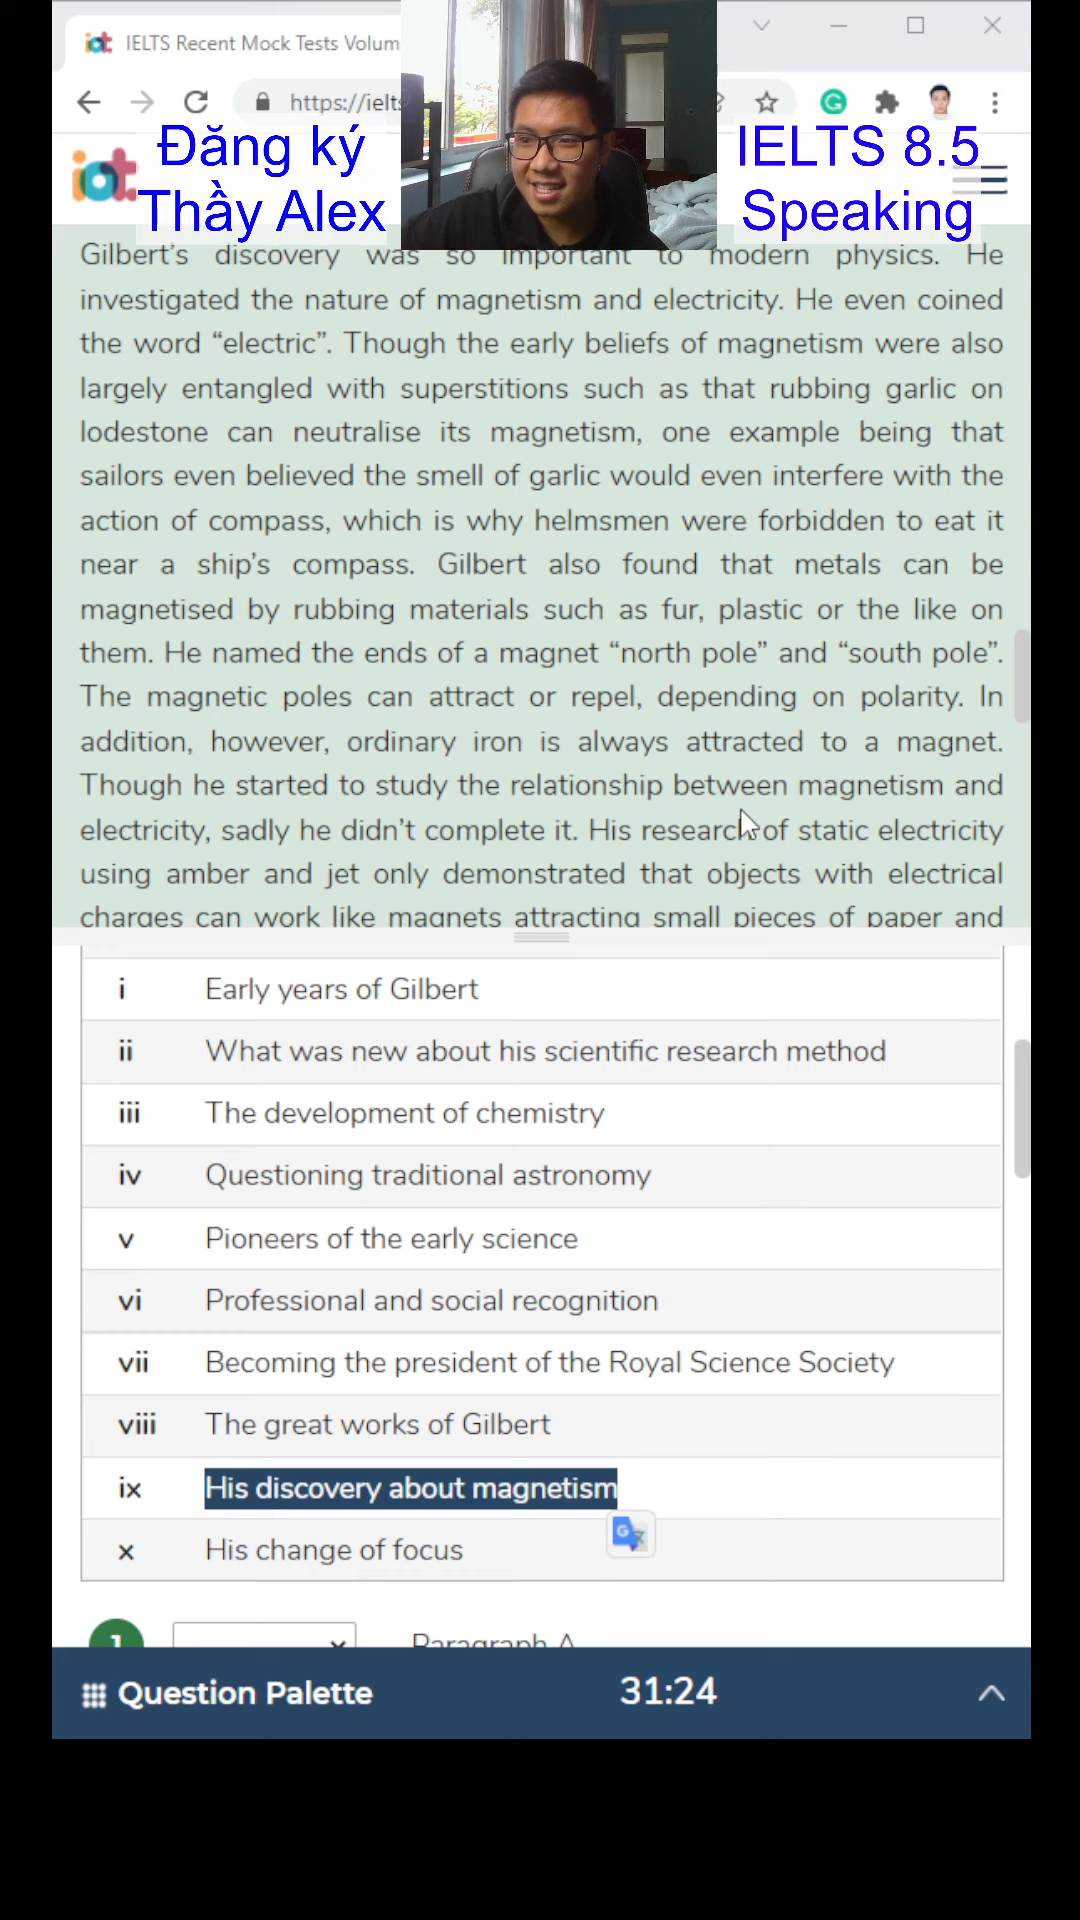 IELTS Recent Mock Tests Volum
https://ielts
Đăng ký
Thầy Alex
IELTS 8.5
Speaking
iot
Gilbert’s discovery was so important to modern physics. He
investigated the nature of magnetism and electricity. He even coined
the word “electric”. Though the early beliefs of magnetism were also
largely entangled with superstitions such as that rubbing garlic on
lodestone can neutralise its magnetism, one example being that
sailors even believed the smell of garlic would even interfere with the
action of compass, which is why helmsmen were forbidden to eat it
near a ship’s compass. Gilbert also found that metals can be
magnetised by rubbing materials such as fur, plastic or the like on
them. He named the ends of a magnet “north pole” and “south pole”.
The magnetic poles can attract or repel, depending on polarity. In
addition, however, ordinary iron is always attracted to a magnet.
Though he started to study the relationship between magnetism and
electricity, sadly he didn’t complete it. His research of static electricity
using amber and jet only demonstrated that objects with electrical
charges can work like magnets attracting small pieces of paper and
i Early years of Gilbert
ii What was new about his scientific research method
iii The development of chemistry
iv Questioning traditional astronomy
v Pioneers of the early science
vi Professional and social recognition
vii Becoming the president of the Royal Science Society
viii The great works of Gilbert
ix His discovery about magnetism
x His change of focus
1 Paragraph A
Question Palette 31:24